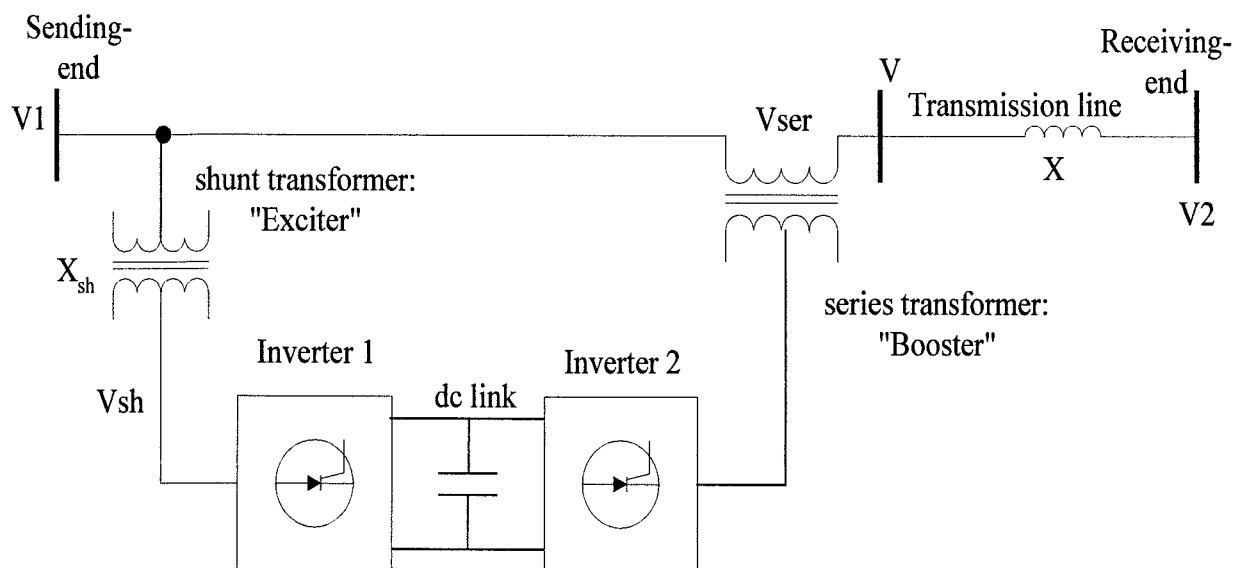 Sending-
end
V1
Receiving-
end
V
Transmission line
Vser
X
V2
shunt transformer:
"Exciter"
Xsh
series transformer:
"Booster"
Inverter 1
Inverter 2
dc link
Vsh